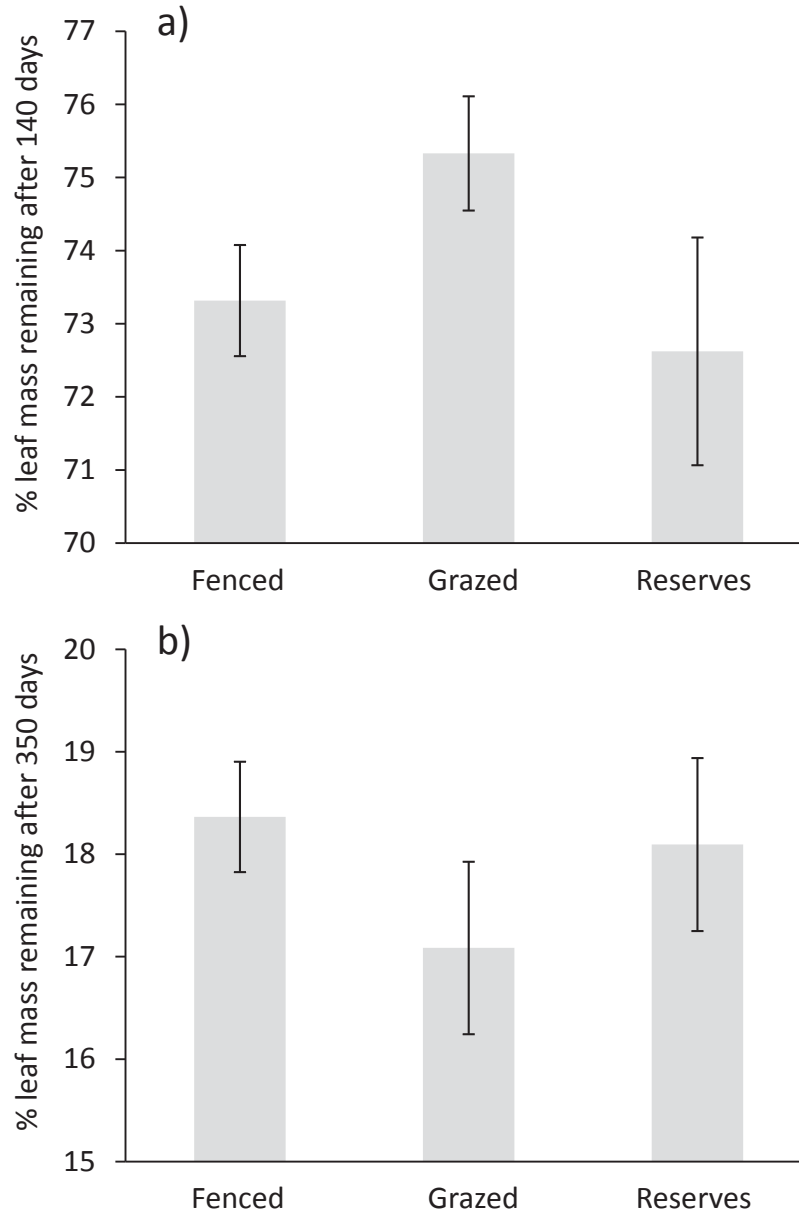 a)
% leaf mass remaining after 140 days
77
76
75
74
73
72
71
70
Fenced Grazed Reserves
b)
% leaf mass remaining after 350 days
20
19
18
17
16
15
Fenced Grazed Reserves